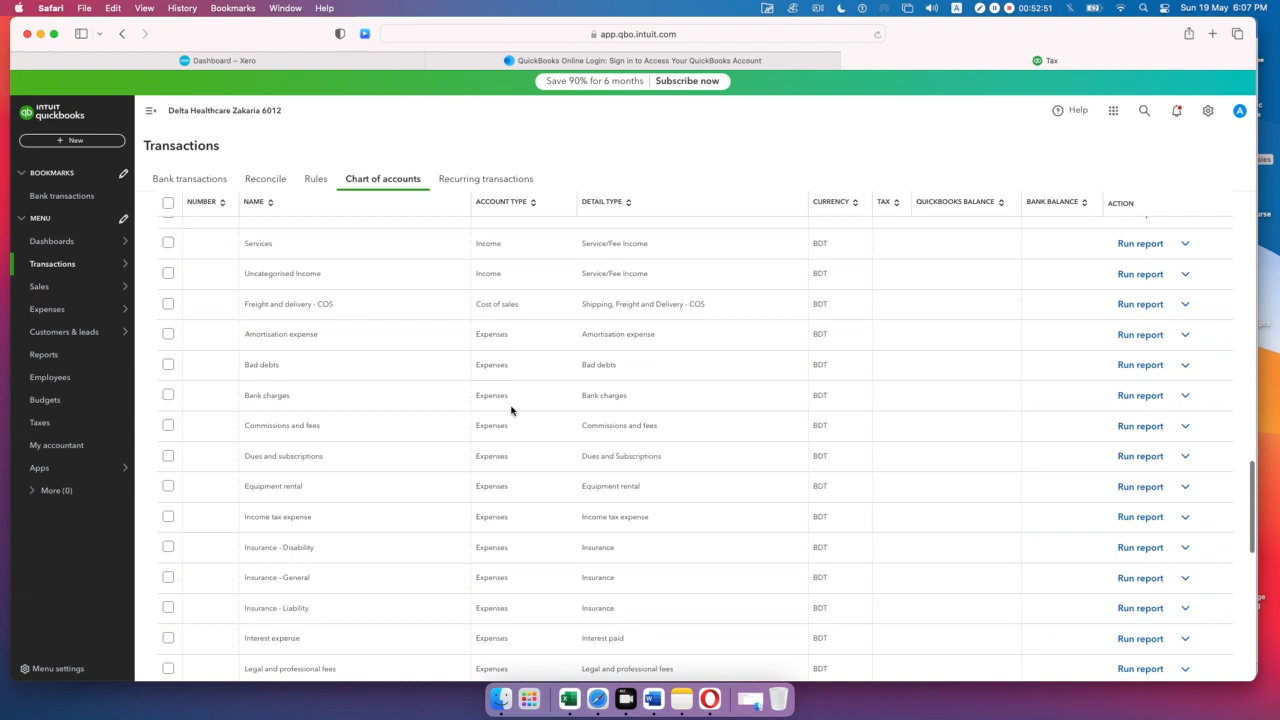 Safari File Edit View History Bookmarks Window Help
00:52:51
A
Sun 19 May 6:07 PM
app.qbo.intuit.com
xero Dashboard – Xero
QuickBooks Online Login: Sign in to Access Your QuickBooks Account
qb Tax
Save 90% for 6 months Subscribe now
INTUIT
quickbooks
Delta Healthcare Zakaria 6012
Help
A
+ New
Transactions
BOOKMARKS
Bank transactions
MENU
Dashboards
Transactions
Sales
Expenses
Customers & leads
Reports
Employees
Budgets
Taxes
My accountant
Apps
More (0)
Menu settings
Bank transactions Reconcile Rules Chart of accounts Recurring transactions
NUMBER NAME ACCOUNT TYPE DETAIL TYPE CURRENCY TAX QUICKBOOKS BALANCE BANK BALANCE ACTION
Services Income Service/Fee Income BDT Run report
Uncategorised Income Income Service/Fee Income BDT Run report
Freight and delivery - COS Cost of sales Shipping, Freight and Delivery - COS BDT Run report
Amortisation expense Expenses Amortisation expense BDT Run report
Bad debts Expenses Bad debts BDT Run report
Bank charges Expenses Bank charges BDT Run report
Commissions and fees Expenses Commissions and fees BDT Run report
Dues and subscriptions Expenses Dues and Subscriptions BDT Run report
Equipment rental Expenses Equipment rental BDT Run report
Income tax expense Expenses Income tax expense BDT Run report
Insurance - Disability Expenses Insurance BDT Run report
Insurance - General Expenses Insurance BDT Run report
Insurance - Liability Expenses Insurance BDT Run report
Interest expense Expenses Interest paid BDT Run report
Legal and professional fees Expenses Legal and professional fees BDT Run report